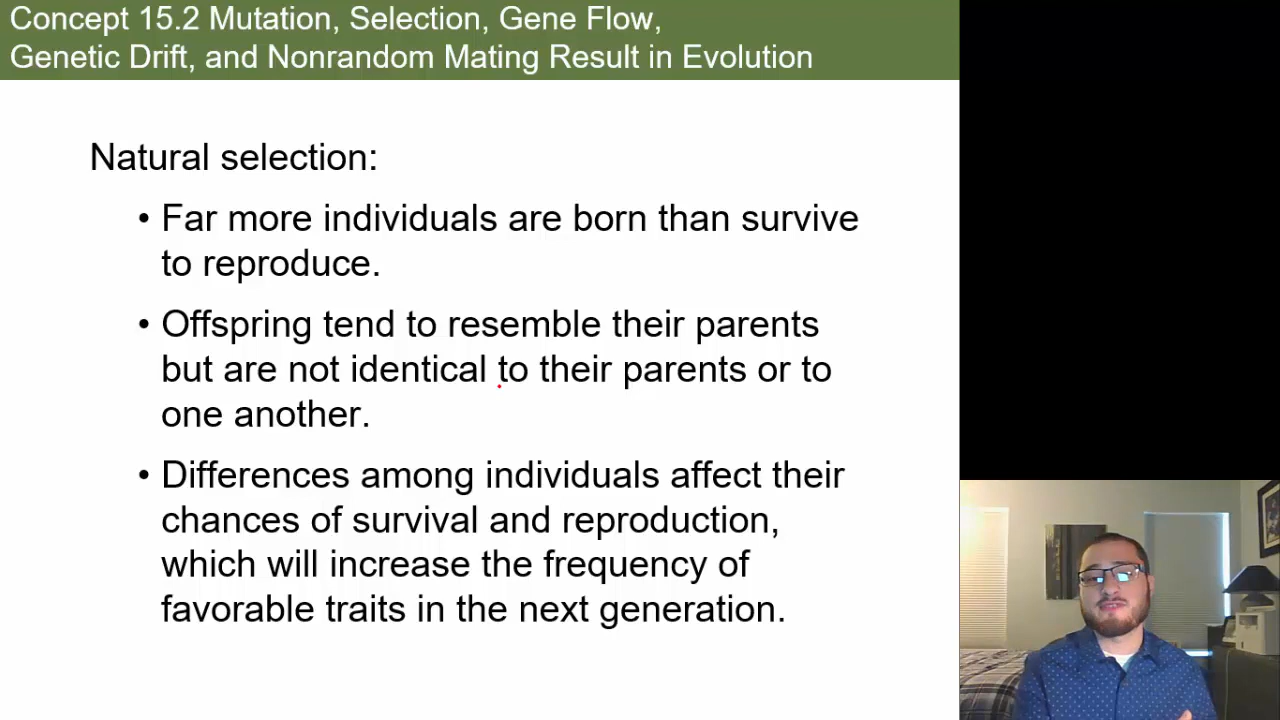 Concept 15.2 Mutation, Selection, Gene Flow,
Genetic Drift, and Nonrandom Mating Result in Evolution
Natural selection:
• Far more individuals are born than survive
to reproduce.
• Offspring tend to resemble their parents
but are not identical to their parents or to
one another.
• Differences among individuals affect their
chances of survival and reproduction,
which will increase the frequency of
favorable traits in the next generation.